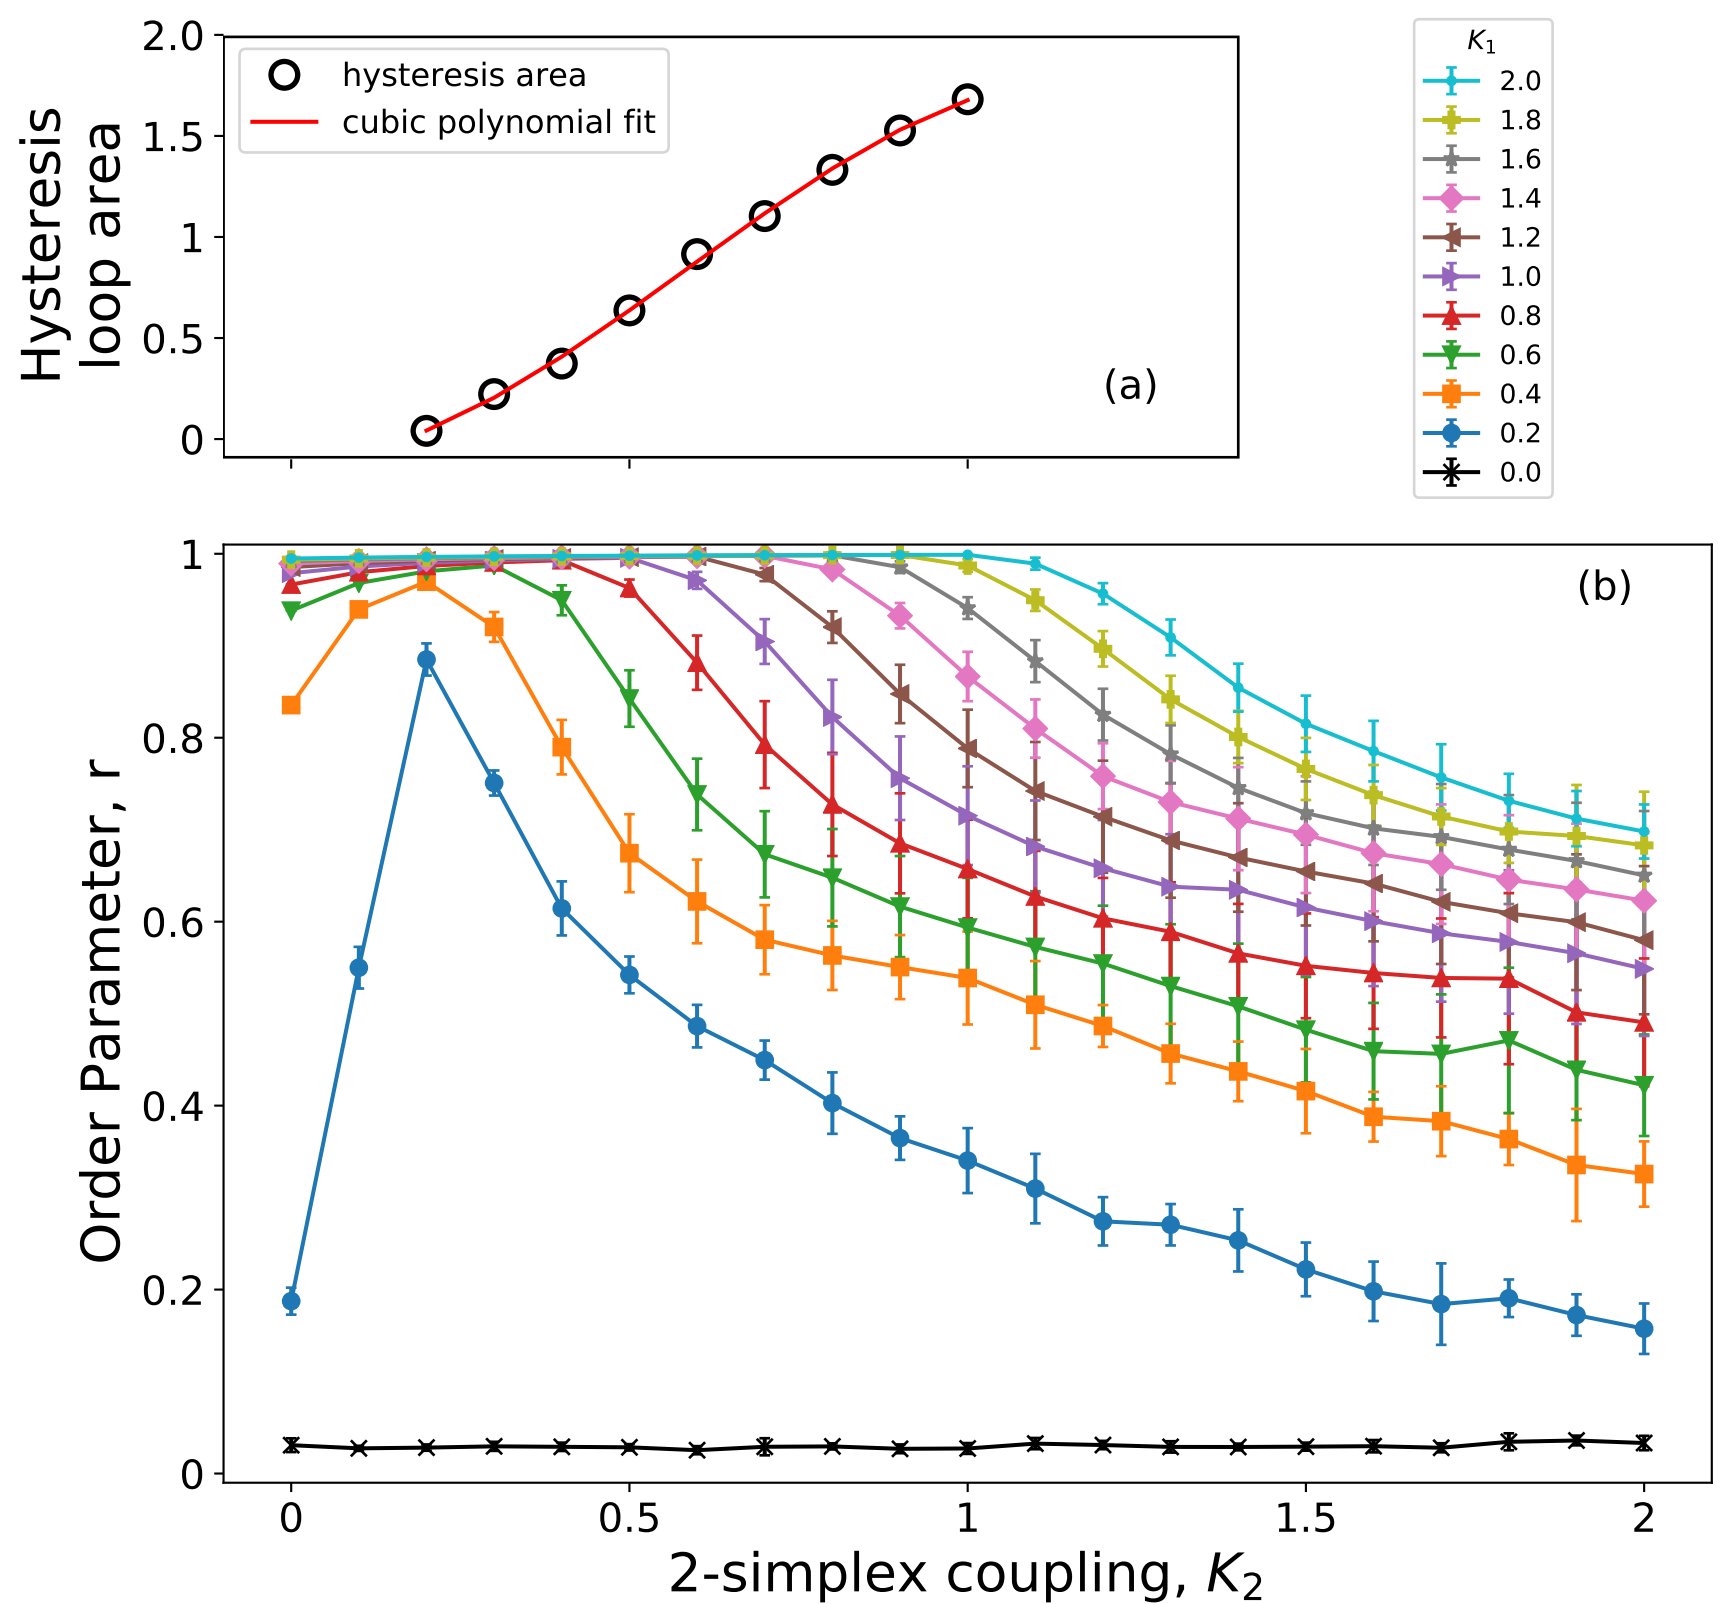 Hysteresis
loop area
2.0
1.5
1
0.5
0
hysteresis area
cubic polynomial fit
(a)
K1
2.0
1.8
1.6
1.4
1.2
1.0
0.8
0.6
0.4
0.2
0.0
Order Parameter, r
1
0.8
0.6
0.4
0.2
0
(b)
0 0.5 1 1.5 2
2-simplex coupling, K2